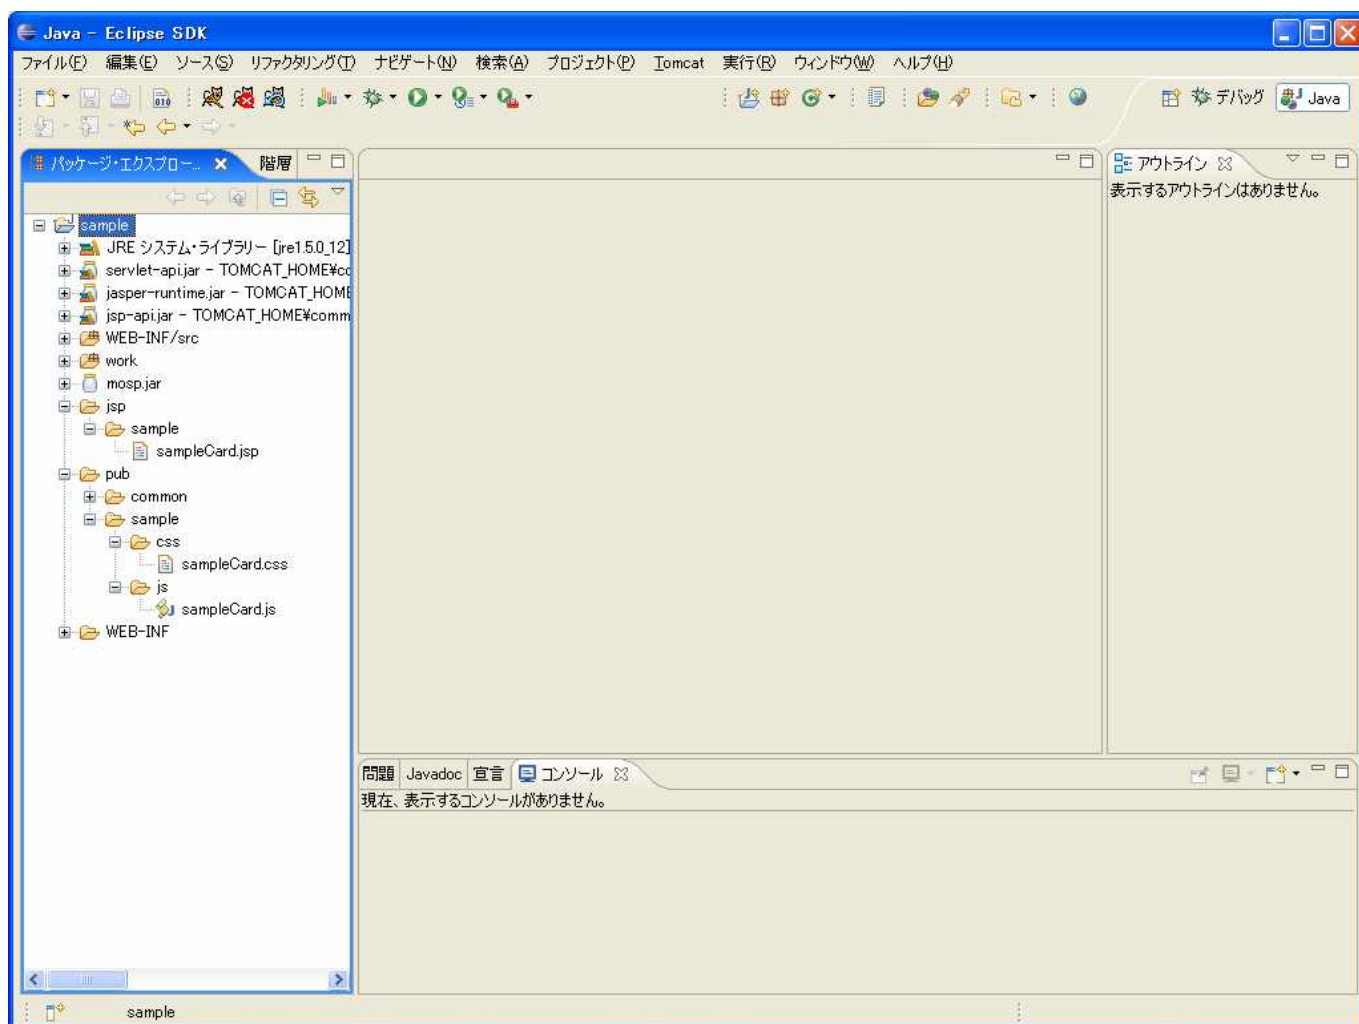 Java - Eclipse SDK
ファイル(F) 編集(E) ソース(S) リファクタリング(T) ナビゲート(N) 検索(A) プロジェクト(P) Tomcat 実行(R) ウィンドウ(W) ヘルプ(H)
デバッグ Java
パッケージ・エクスプロー... 階層
アウトライン
表示するアウトラインはありません。
sample
JRE システム・ライブラリー [jre1.5.0_12]
servlet-api.jar - TOMCAT_HOME¥co
jasper-runtime.jar - TOMCAT_HOME
jsp-api.jar - TOMCAT_HOME¥comm
WEB-INF/src
work
mosp.jar
jsp
sample
sampleCard.jsp
pub
common
sample
css
sampleCard.css
js
sampleCard.js
WEB-INF
問題 Javadoc 宣言 コンソール
現在、表示するコンソールがありません。
sample